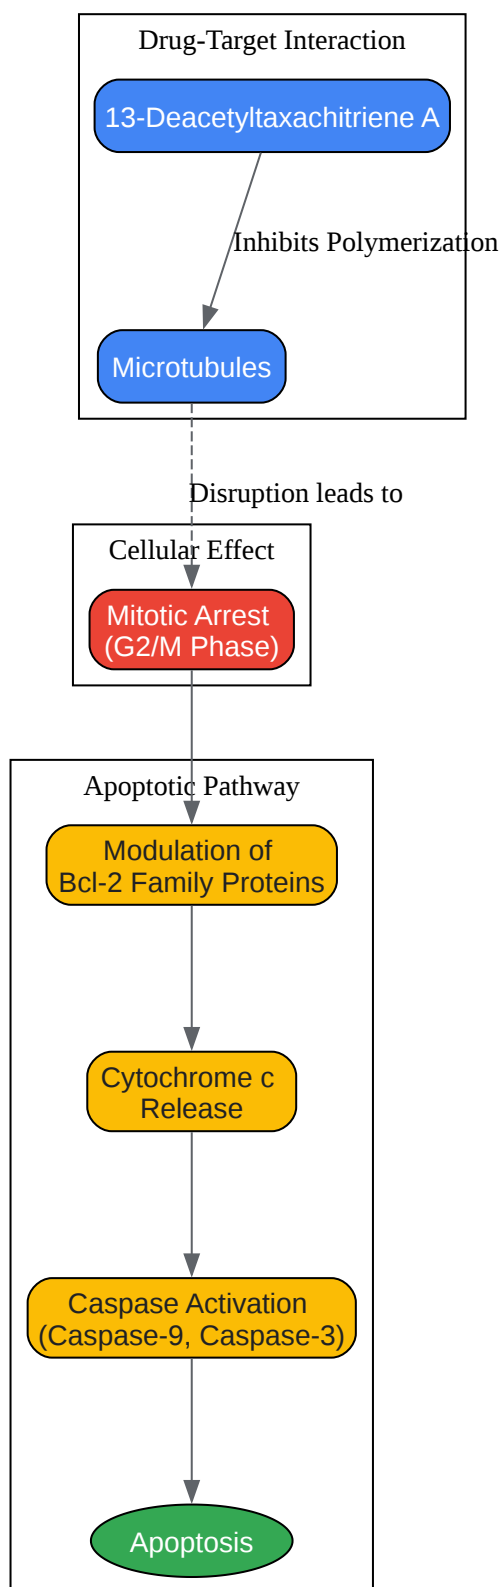 Drug-Target Interaction
13-Deacetyltaxachitriene A
Inhibits Polymerization
Microtubules
Disruption leads to
Cellular Effect
Mitotic Arrest
(G2/M Phase)
Apoptotic Pathway
Modulation of
Bcl-2 Family Proteins
Cytochrome c
Release
Caspase Activation
(Caspase-9, Caspase-3)
Apoptosis